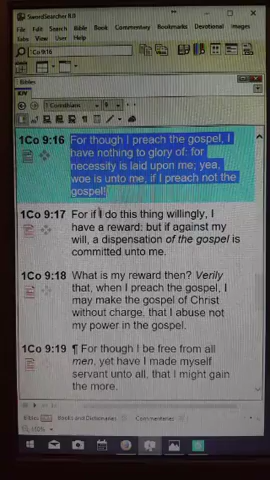 SwordSearcher 8.0
File Edit Search Go Commentary Bookmarks Devotional Images
Tabs View User Help
1Co 9:16
Bibles
KJV
1 Corinthians 9
1Co 9:16 For though I preach the gospel, I
have nothing to glory of: for
necessity is laid upon me; yea,
woe is unto me, if I preach not the
gospel!
1Co 9:17 For if I do this thing willingly, I
have a reward: but if against my
will, a dispensation of the gospel is
committed unto me.
1Co 9:18 What is my reward then? Verily
that, when I preach the gospel, I
may make the gospel of Christ
without charge, that I abuse not
my power in the gospel.
1Co 9:19 ¶ For though I be free from all
men, yet have I made myself
servant unto all, that I might gain
the more.
Bibles Books and Dictionaries Commentaries